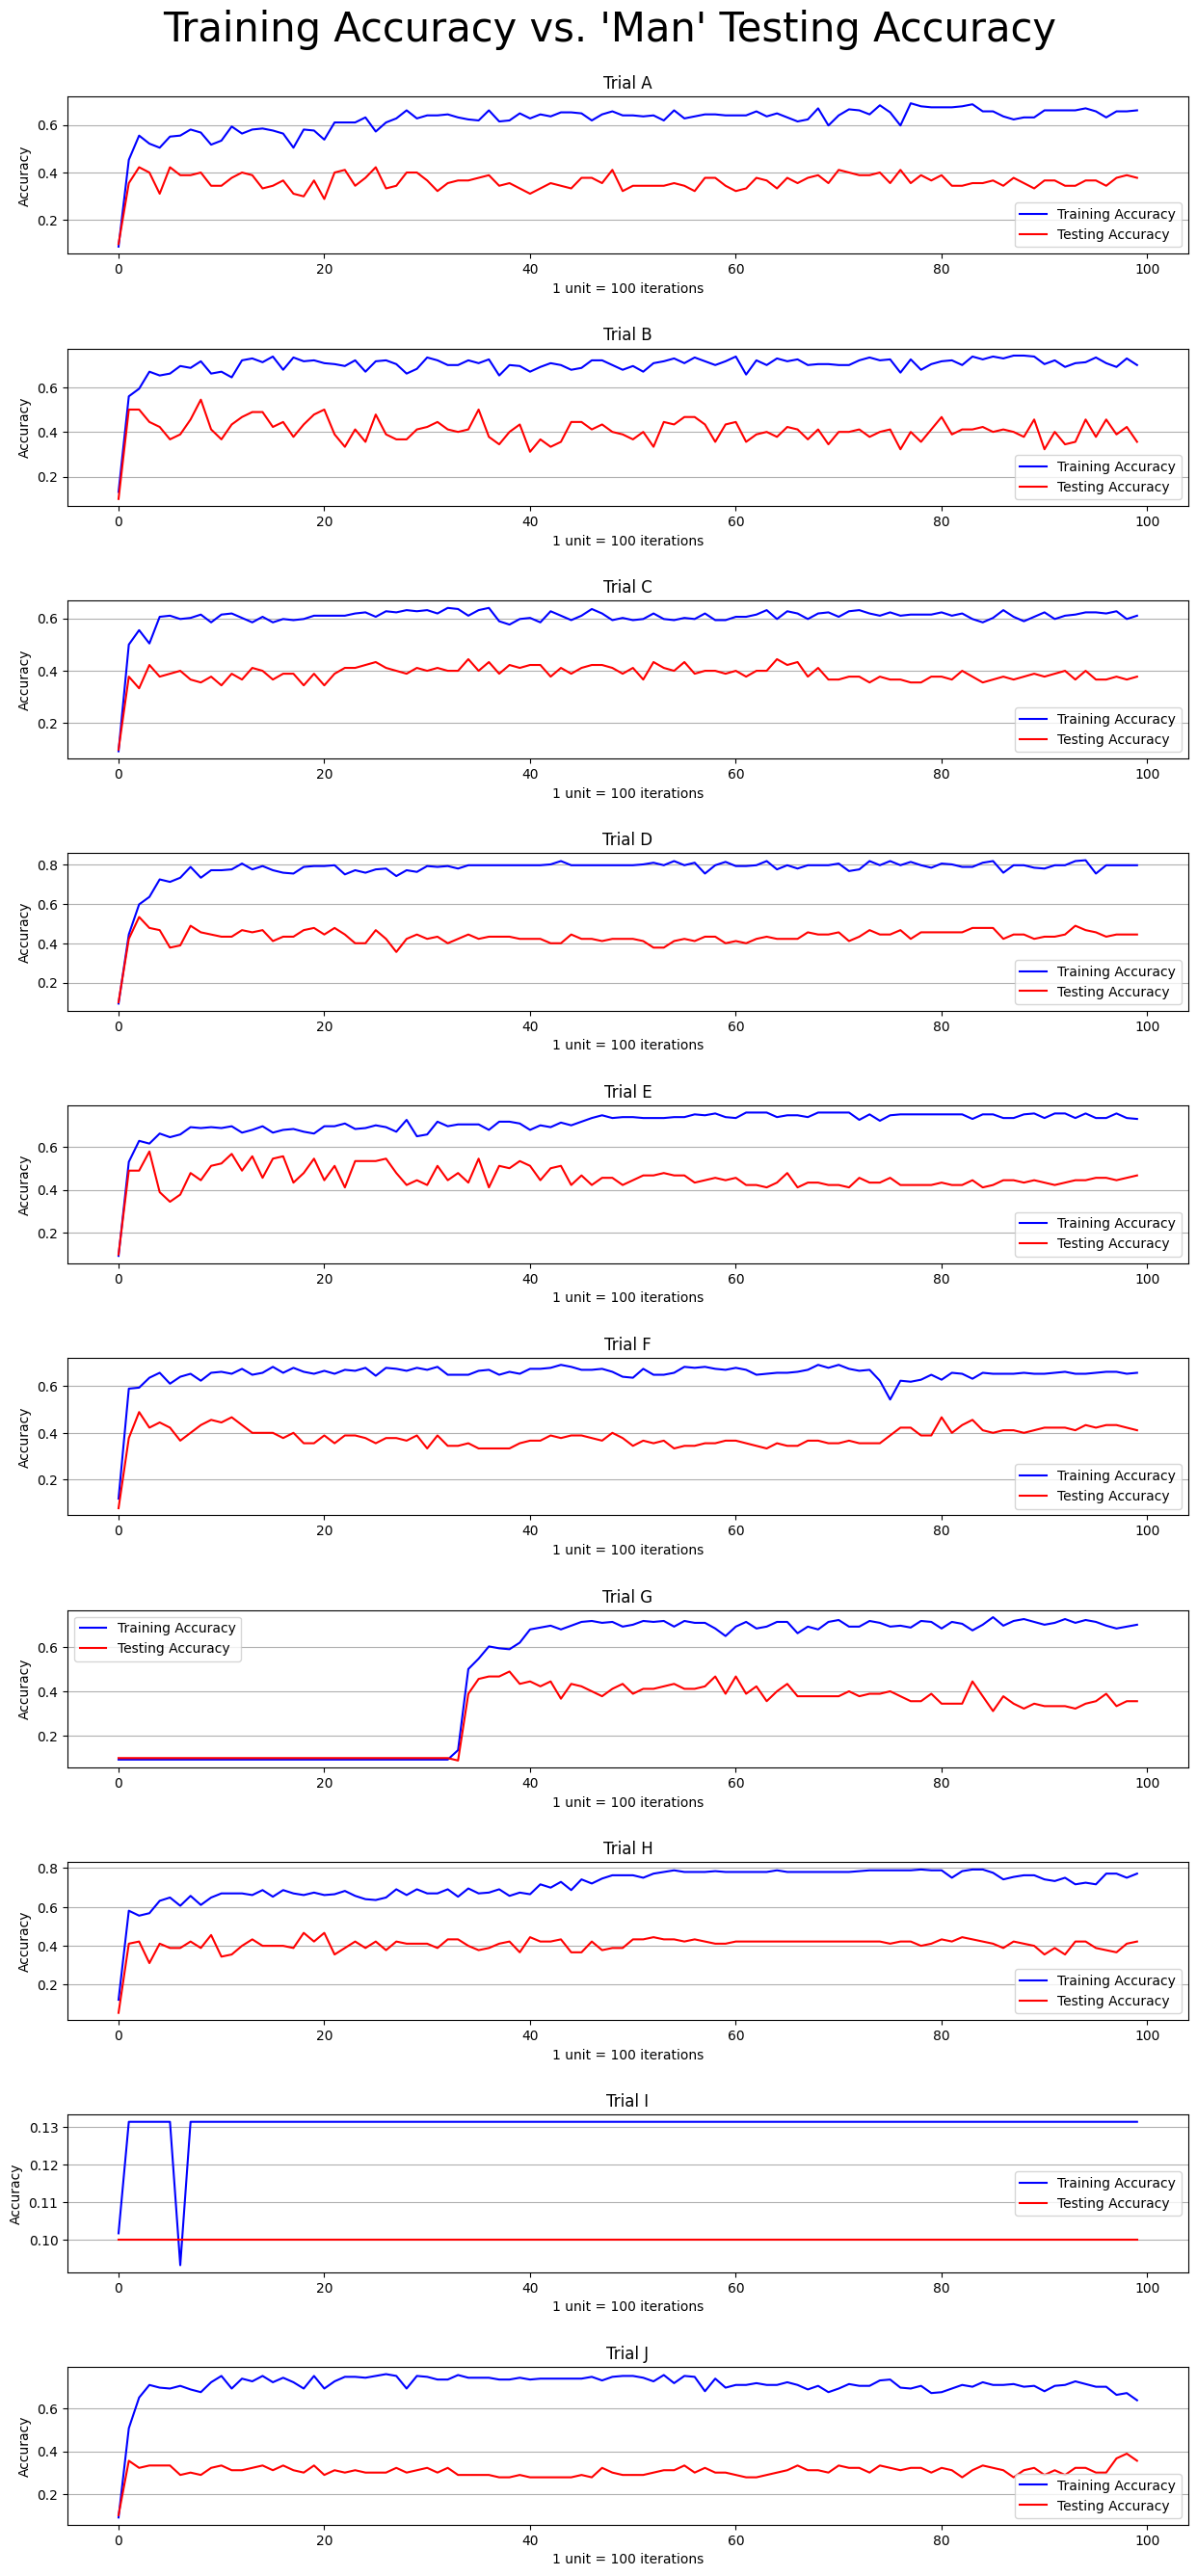 Training Accuracy vs. 'Man' Testing Accuracy
Trial A
Accuracy
0.6
0.4
0.2
Training Accuracy
Testing Accuracy
0 20 40 60 80 100
1 unit = 100 iterations
Trial B
Accuracy
0.6
0.4
0.2
Training Accuracy
Testing Accuracy
0 20 40 60 80 100
1 unit = 100 iterations
Trial C
Accuracy
0.6
0.4
0.2
Training Accuracy
Testing Accuracy
0 20 40 60 80 100
1 unit = 100 iterations
Trial D
Accuracy
0.8
0.6
0.4
0.2
Training Accuracy
Testing Accuracy
0 20 40 60 80 100
1 unit = 100 iterations
Trial E
Accuracy
0.6
0.4
0.2
Training Accuracy
Testing Accuracy
0 20 40 60 80 100
1 unit = 100 iterations
Trial F
Accuracy
0.6
0.4
0.2
Training Accuracy
Testing Accuracy
0 20 40 60 80 100
1 unit = 100 iterations
Trial G
Accuracy
0.6
0.4
0.2
Training Accuracy
Testing Accuracy
0 20 40 60 80 100
1 unit = 100 iterations
Trial H
Accuracy
0.8
0.6
0.4
0.2
Training Accuracy
Testing Accuracy
0 20 40 60 80 100
1 unit = 100 iterations
Trial I
Accuracy
0.13
0.12
0.11
0.10
Training Accuracy
Testing Accuracy
0 20 40 60 80 100
1 unit = 100 iterations
Trial J
Accuracy
0.6
0.4
0.2
Training Accuracy
Testing Accuracy
0 20 40 60 80 100
1 unit = 100 iterations